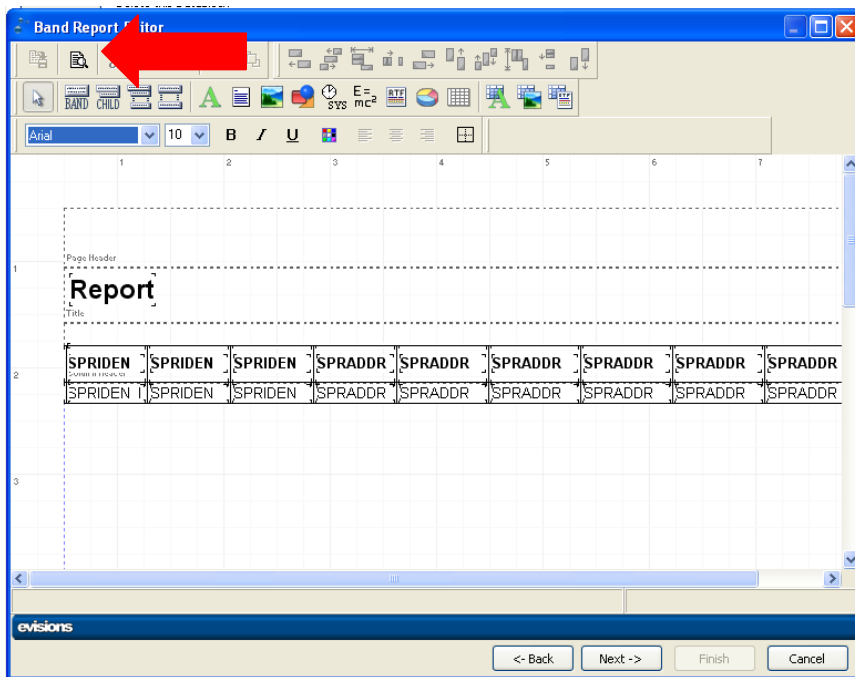 Band Report Editor
BAND CHILD A SYS E= mc² RTF A
Arial 10 B I U
1 2 3 4 5 6 7
Page Header
1
Report
Title
SPRIDEN SPRIDEN SPRIDEN SPRADDR SPRADDR SPRADDR SPRADDR SPRADDR SPRADDR
2
SPRIDEN I SPRIDEN SPRIDEN SPRADDR SPRADDR SPRADDR SPRADDR SPRADDR SPRADDR
3
evisions
<- Back Next -> Finish Cancel